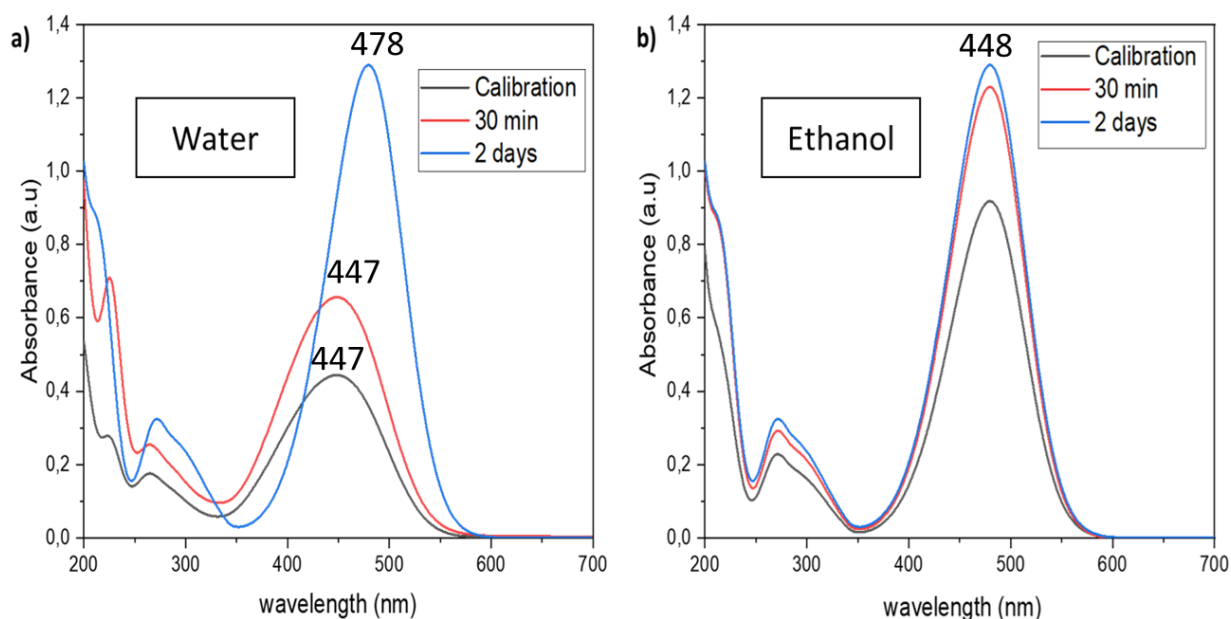 a)
Absorbance (a.u)
1,4
1,2
1,0
0,8
0,6
0,4
0,2
0,0
Water
478
447
447
Calibration
30 min
2 days
200
300
400
500
600
700
wavelength (nm)
b)
Absorbance (a.u)
1,4
1,2
1,0
0,8
0,6
0,4
0,2
0,0
Ethanol
448
Calibration
30 min
2 days
200
300
400
500
600
700
wavelength (nm)